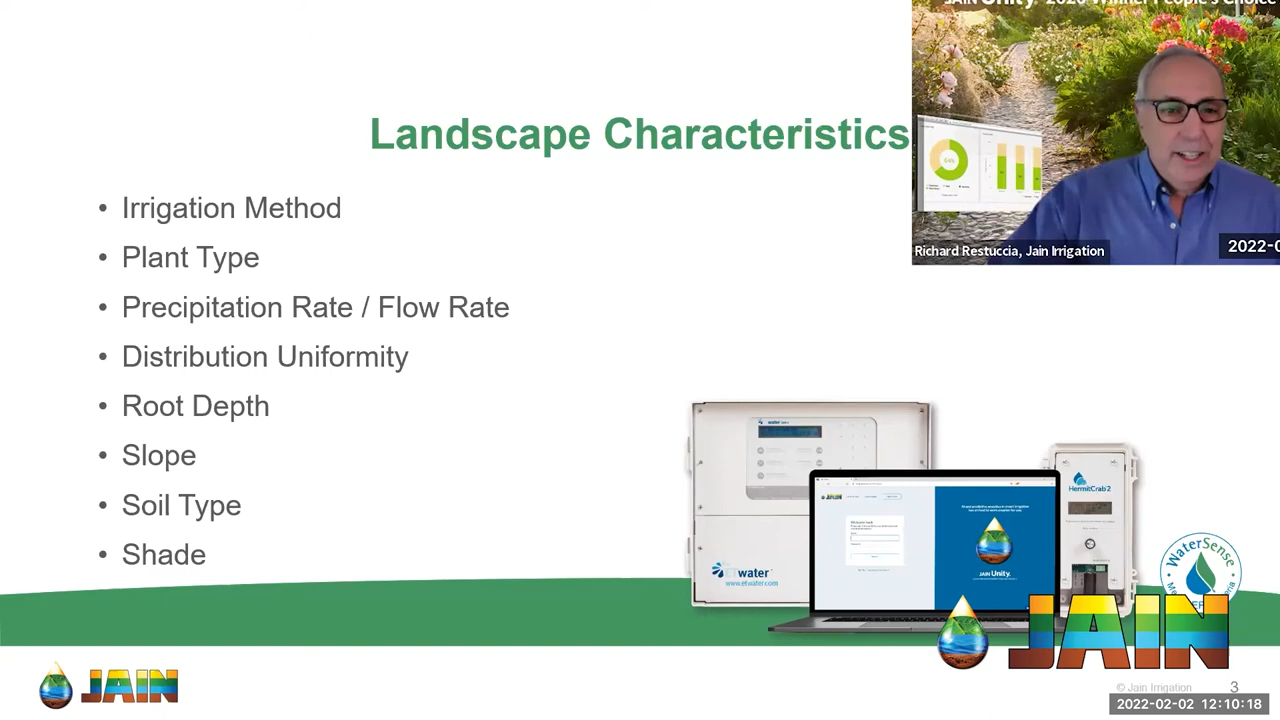 JAIN Unity. 2020 Winner People's Choice
Landscape Characteristics
• Irrigation Method
• Plant Type
• Precipitation Rate / Flow Rate
• Distribution Uniformity
• Root Depth
• Slope
• Soil Type
• Shade
Richard Restuccia, Jain Irrigation
2022-0
HermitCrab2
JAIN Unity.
ETwater
www.etwater.com
WaterSense
JAIN
JAIN
© Jain Irrigation
3
2022-02-02 12:10:18